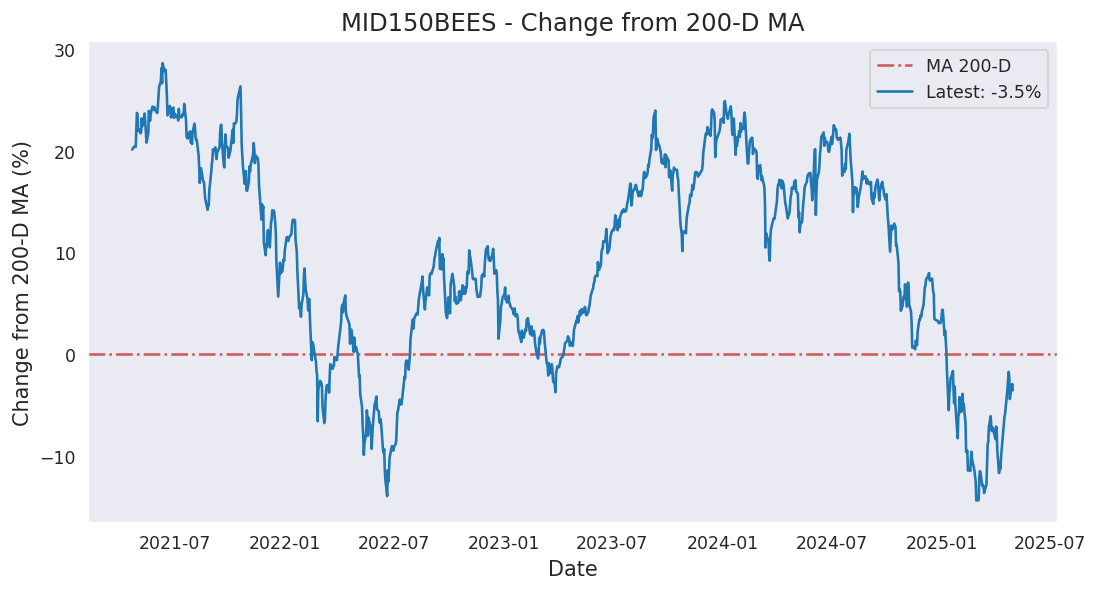 MID150BEES - Change from 200-D MA
MA 200-D
Latest: -3.5%
Change from 200-D MA (%)
30
20
10
0
−10
2021-07 2022-01 2022-07 2023-01 2023-07 2024-01 2024-07 2025-01 2025-07
Date